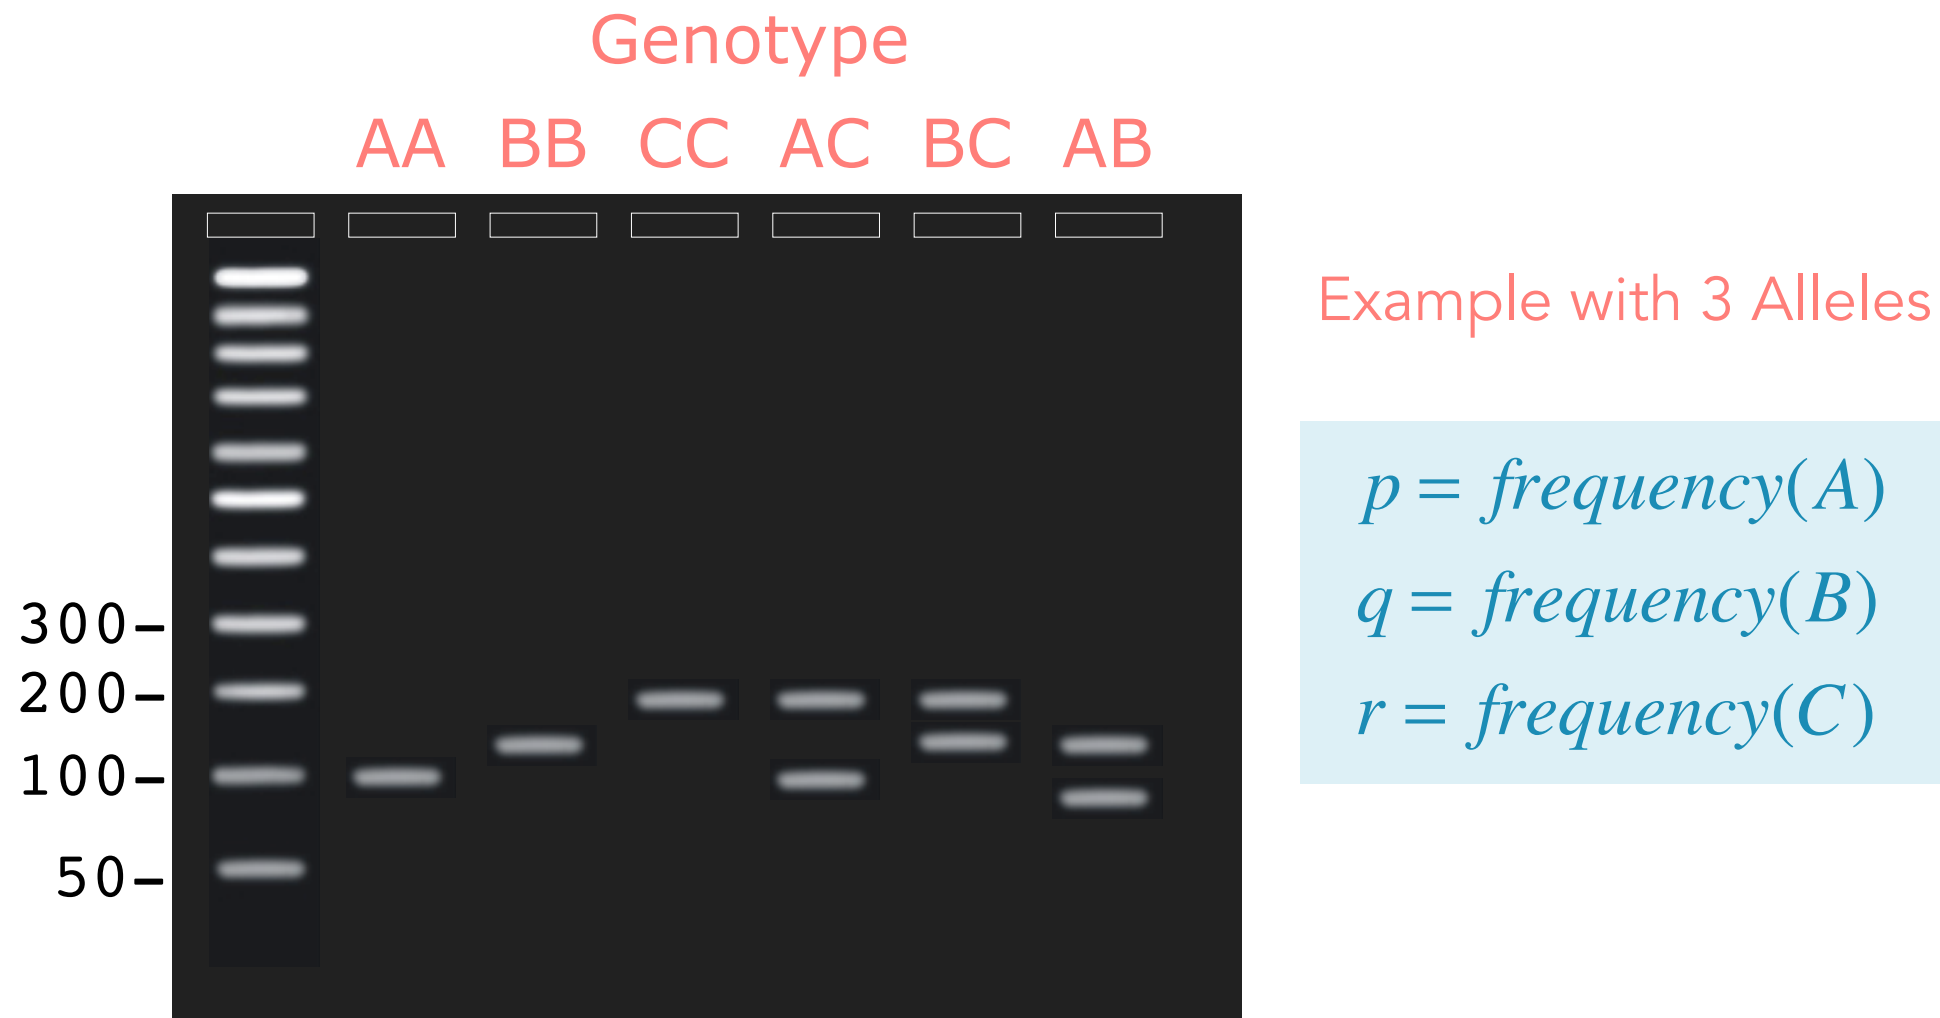 Genotype
AA BB CC AC BC AB
Example with 3 Alleles
p = frequency(A)
q = frequency(B)
r = frequency(C)
300-
200-
100-
50-